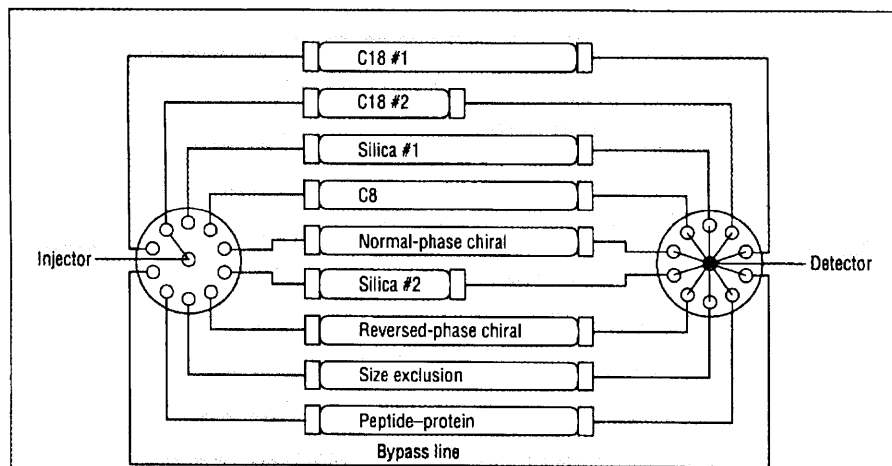 C18 #1
C18 #2
Silica #1
C8
Normal-phase chiral
Injector
Detector
Silica #2
Reversed-phase chiral
Size exclusion
Peptide–protein
Bypass line